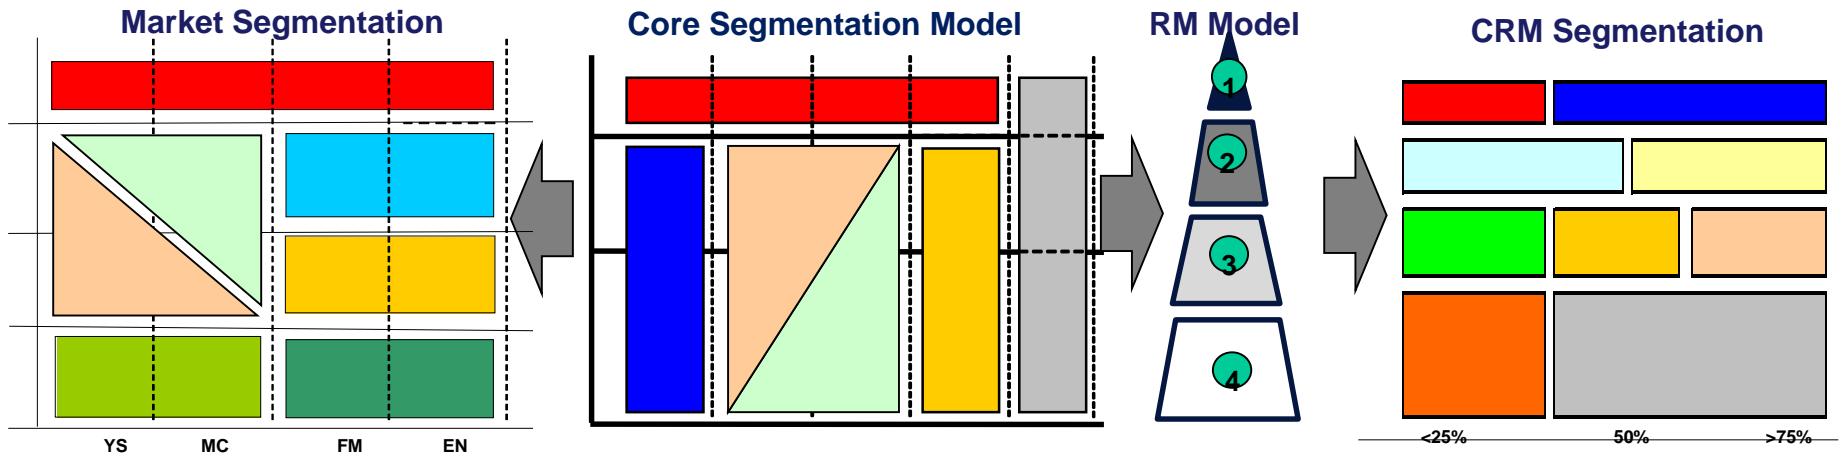 Market Segmentation
Core Segmentation Model
RM Model
CRM Segmentation
1
2
3
4
YS MC FM EN
<25% 50% >75%